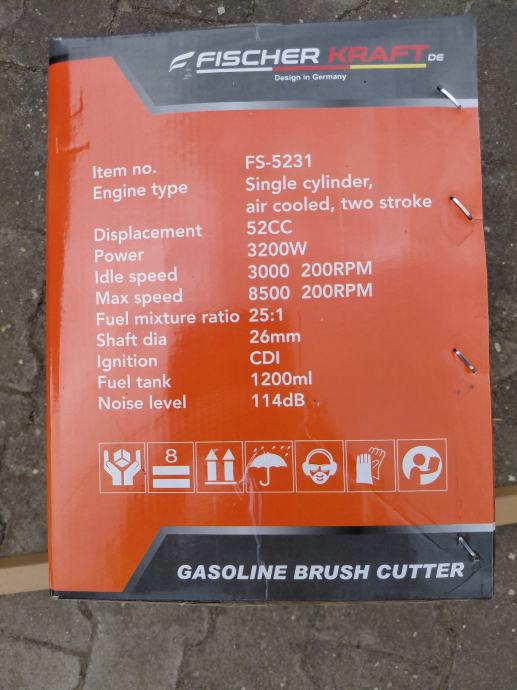 FISCHER KRAFT DE
Design in Germany
Item no. FS-5231
Engine type Single cylinder,
air cooled, two stroke
Displacement 52CC
Power 3200W
Idle speed 3000 200RPM
Max speed 8500 200RPM
Fuel mixture ratio 25:1
Shaft dia 26mm
Ignition CDI
Fuel tank 1200ml
Noise level 114dB
8
GASOLINE BRUSH CUTTER